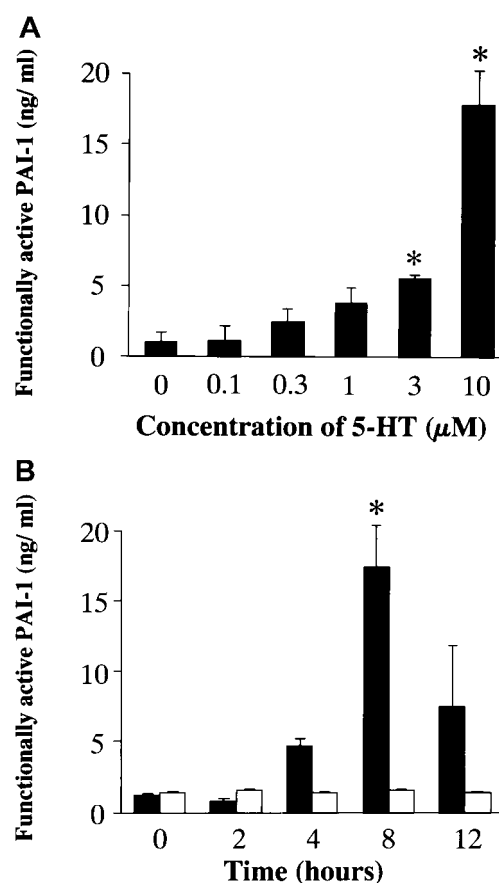 A
Functionally active PAI-1 (ng/ ml)
20
15
10
5
0
*
*
0 0.1 0.3 1 3 10
Concentration of 5-HT (μM)
B
Functionally active PAI-1 (ng/ ml)
20
15
10
5
0
*
0 2 4 8 12
Time (hours)